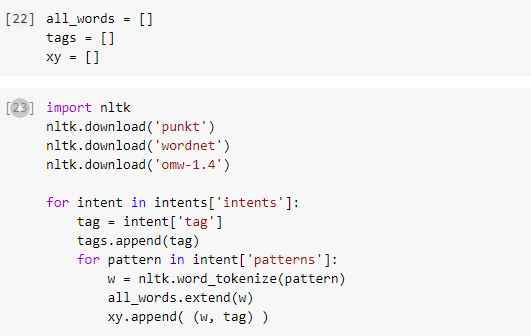 [22] all_words = []
tags = []
xy = []
[23] import nltk
nltk.download('punkt')
nltk.download('wordnet')
nltk.download('omw-1.4')
for intent in intents['intents']:
tag = intent['tag']
tags.append(tag)
for pattern in intent['patterns']:
w = nltk.word_tokenize(pattern)
all_words.extend(w)
xy.append( (w, tag) )